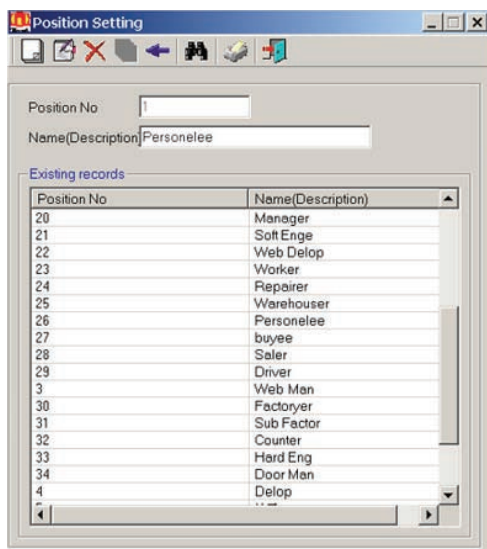 Position Setting
Position No 1
Name(Description) Personelee
Existing records
Position No Name(Description)
20 Manager
21 Soft Enge
22 Web Delop
23 Worker
24 Repairer
25 Warehouser
26 Personelee
27 buyee
28 Saler
29 Driver
3 Web Man
30 Factoryer
31 Sub Factor
32 Counter
33 Hard Eng
34 Door Man
4 Delop